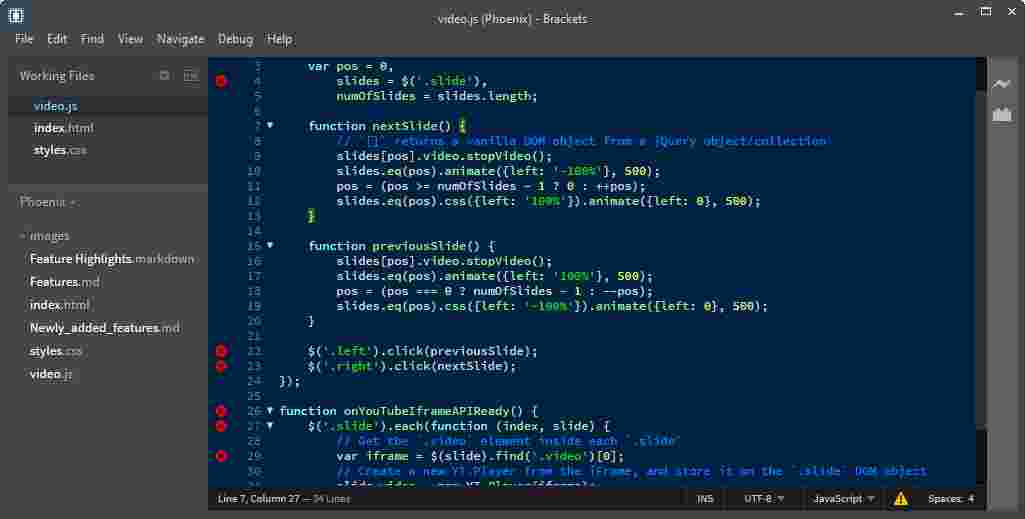 video.js (Phoenix) - Brackets
File Edit Find View Navigate Debug Help
Working Files
video.js
index.html
styles.css
Phoenix
images
Feature Highlights.markdown
Features.md
index.html
Newly_added_features.md
styles.css
video.js
3 var pos = 0,
4 slides = $('.slide'),
5 numOfSlides = slides.length;
6
7 function nextSlide() {
8 // `[]` returns a vanilla DOM object from a jQuery object/collection
9 slides[pos].video.stopVideo();
10 slides.eq(pos).animate({left: '-100%'}, 500);
11 pos = (pos >= numOfSlides - 1 ? 0 : ++pos);
12 slides.eq(pos).css({left: '100%'}).animate({left: 0}, 500);
13 }
14
15 function previousSlide() {
16 slides[pos].video.stopVideo();
17 slides.eq(pos).animate({left: '100%'}, 500);
18 pos = (pos === 0 ? numOfSlides - 1 : --pos);
19 slides.eq(pos).css({left: '-100%'}).animate({left: 0}, 500);
20 }
21
22 $('.left').click(previousSlide);
23 $('.right').click(nextSlide);
24 });
25
26 function onYouTubeIframeAPIReady() {
27 $('.slide').each(function (index, slide) {
28 // Get the `.video` element inside each `.slide`
29 var iframe = $(slide).find('.video')[0];
30 // Create a new YT.Player from the iFrame, and store it on the `.slide` DOM object
Line 7, Column 27 — 34 Lines
INS UTF-8 JavaScript Spaces: 4